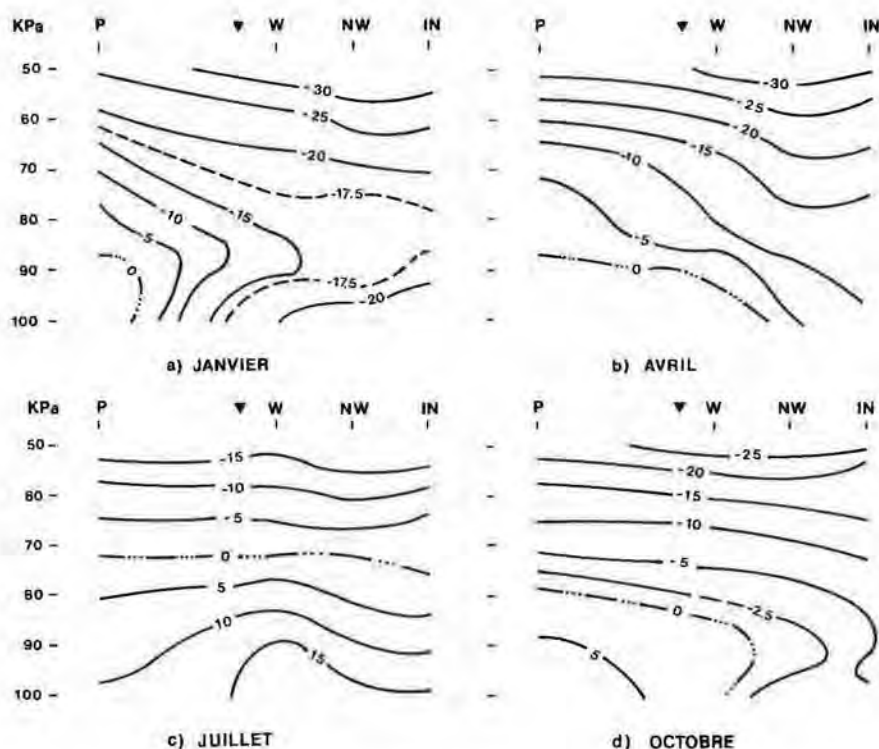 KPa P ▼ W NW IN P ▼ W NW IN
50 -30 -30
-25 -25
60 -20
-20 -15
70 -10
-17.5
80 -15
-10 -5
-5
90 0 0
-17.5
-20
100
a) JANVIER b) AVRIL
KPa P ▼ W NW IN P ▼ W NW IN
50 -15 -25
-20
60 -10 -15
-5 -10
70 0 -5
80 5 -2.5
10 0
90 15 5
100
c) JUILLET d) OCTOBRE